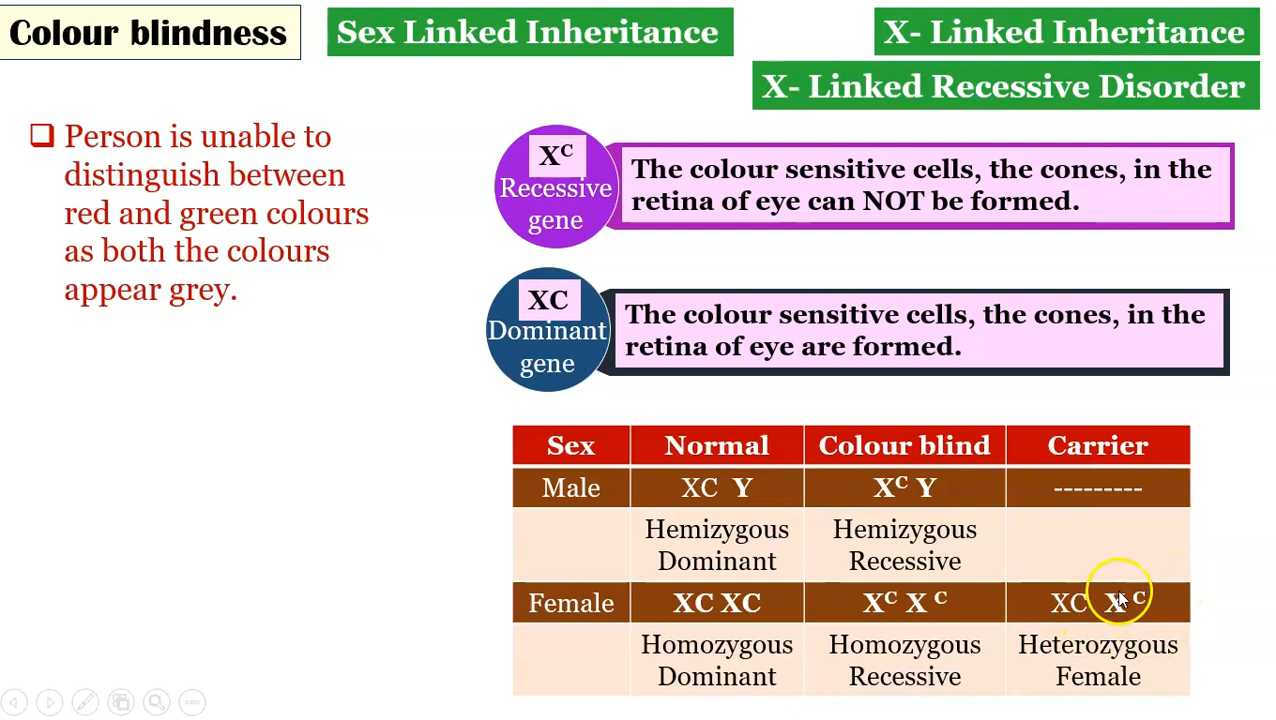 Colour blindness
Sex Linked Inheritance
X- Linked Inheritance
X- Linked Recessive Disorder
❑ Person is unable to
distinguish between
red and green colours
as both the colours
appear grey.
Xᶜ
Recessive
gene
The colour sensitive cells, the cones, in the
retina of eye can NOT be formed.
XC
Dominant
gene
The colour sensitive cells, the cones, in the
retina of eye are formed.
Sex Normal Colour blind Carrier
Male XC Y Xᶜ Y ---------
Hemizygous Hemizygous
Dominant Recessive
Female XC XC Xᶜ X ᶜ XC X ᶜ
Homozygous Homozygous Heterozygous
Dominant Recessive Female